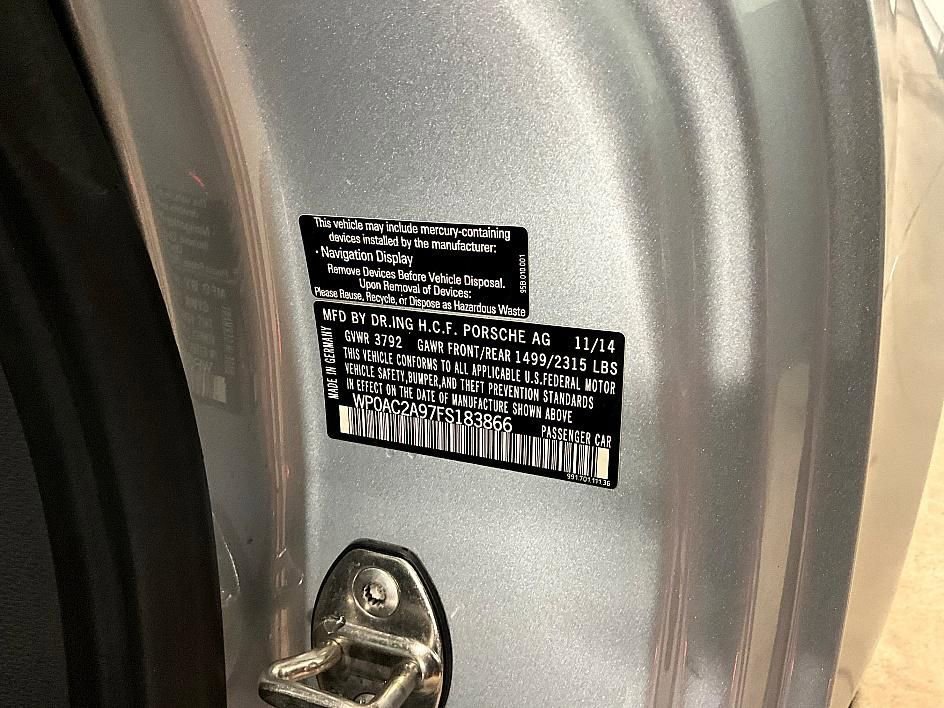 This vehicle may include mercury-containing
devices installed by the manufacturer:
· Navigation Display
Remove Devices Before Vehicle Disposal.
Upon Removal of Devices:
Please Reuse, Recycle, or Dispose as Hazardous Waste
95B 010 001
MFD BY DR.ING H.C.F. PORSCHE AG 11/14
GVWR 3792 GAWR FRONT/REAR 1499/2315 LBS
THIS VEHICLE CONFORMS TO ALL APPLICABLE U.S.FEDERAL MOTOR
VEHICLE SAFETY,BUMPER,AND THEFT PREVENTION STANDARDS
IN EFFECT ON THE DATE OF MANUFACTURE SHOWN ABOVE
WP0AC2A97FS183866 PASSENGER CAR
MADE IN GERMANY
991.701.171.36